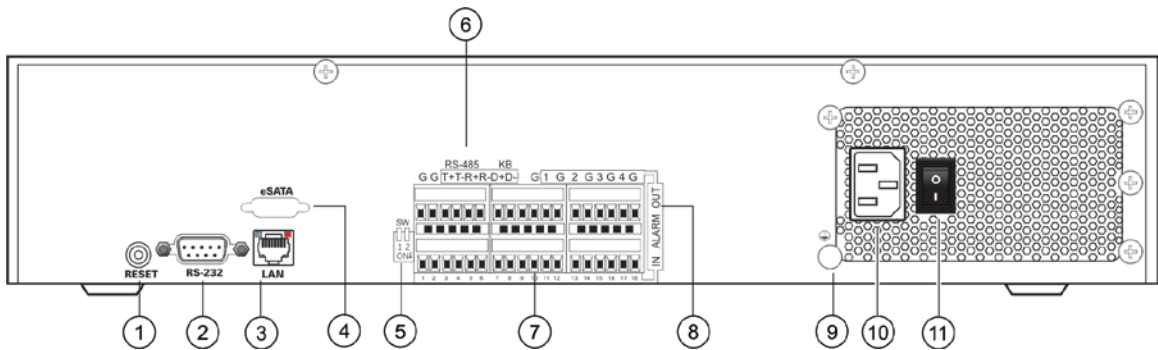 6
RS-485 KB
G G T+T-R+R-D+D- G 1 G 2 G 3 G 4 G
eSATA
SW
1 2
ON
IN ALARM OUT
RESET
RS-232
LAN
1 2 3 4 5 6 7 8 9 10 11 12 13 14 15 16 17 18
1 2 3 4 5 7 8 9 10 11